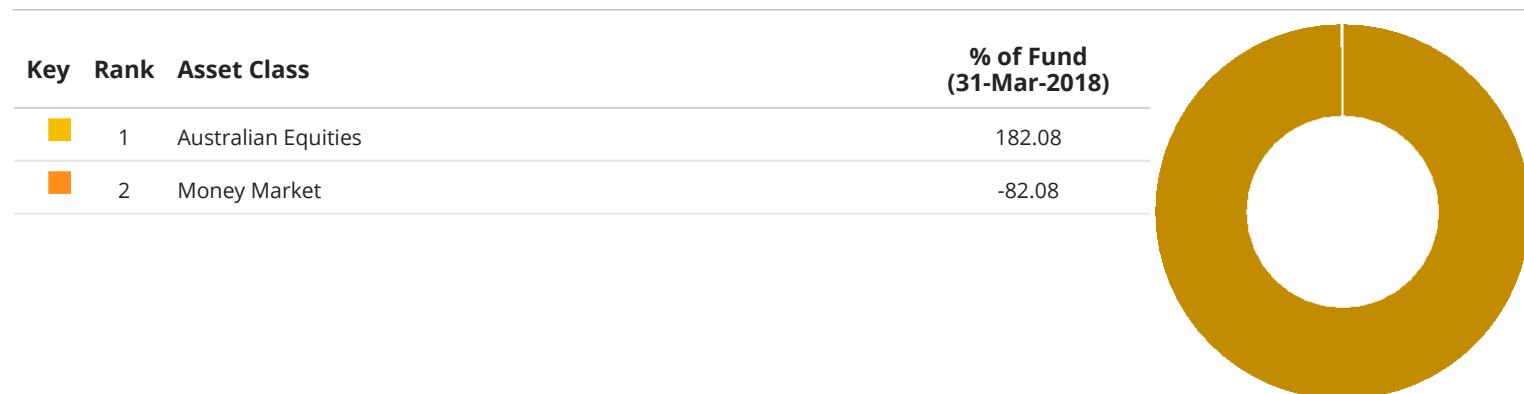 Key Rank Asset Class % of Fund
(31-Mar-2018)
1 Australian Equities 182.08
2 Money Market -82.08